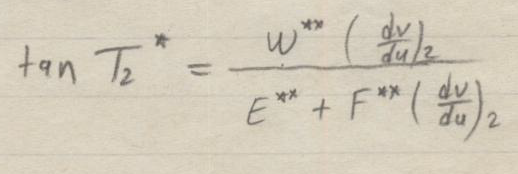 tan T₂* = W** (dv/du)₂ / E** + F** (dv/du)₂